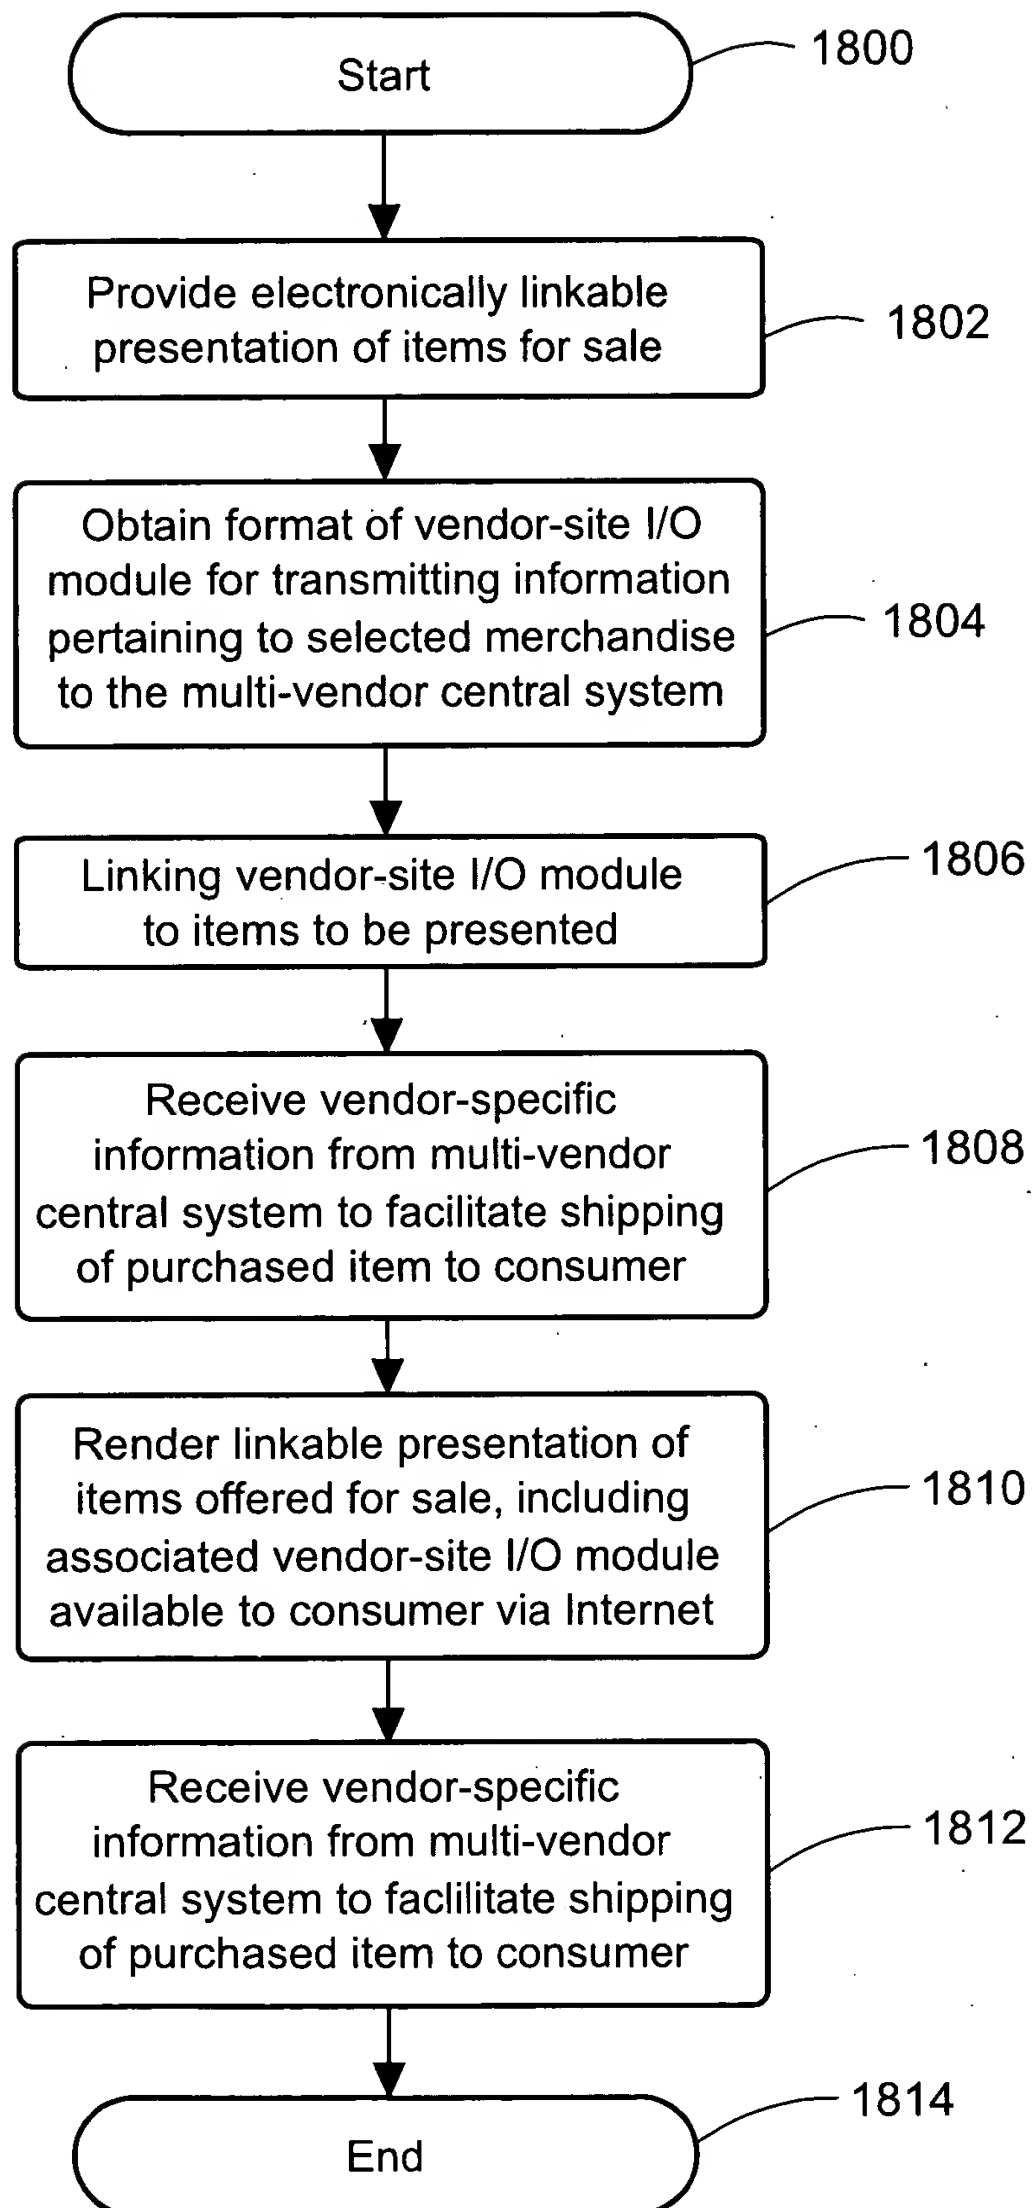 Start
1800
Provide electronically linkable
presentation of items for sale
1802
Obtain format of vendor-site I/O
module for transmitting information
pertaining to selected merchandise
to the multi-vendor central system
1804
Linking vendor-site I/O module
to items to be presented
1806
Receive vendor-specific
information from multi-vendor
central system to facilitate shipping
of purchased item to consumer
1808
Render linkable presentation of
items offered for sale, including
associated vendor-site I/O module
available to consumer via Internet
1810
Receive vendor-specific
information from multi-vendor
central system to faclilitate shipping
of purchased item to consumer
1812
End
1814